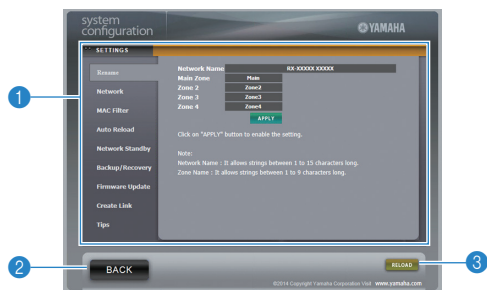 system
configuration
YAMAHA
SETTINGS
Rename
Network
MAC Filter
Auto Reload
Network Standby
Backup/Recovery
Firmware Update
Create Link
Tips
Network Name RX-XXXXX XXXXX
Main Zone Main
Zone 2 Zone2
Zone 3 Zone3
Zone 4 Zone4
APPLY
Click on "APPLY" button to enable the setting.
Note:
Network Name : It allows strings between 1 to 15 characters long.
Zone Name : It allows strings between 1 to 9 characters long.
1
2
BACK
RELOAD
3
©2014 Copyright Yamaha Corporation Visit www.yamaha.com